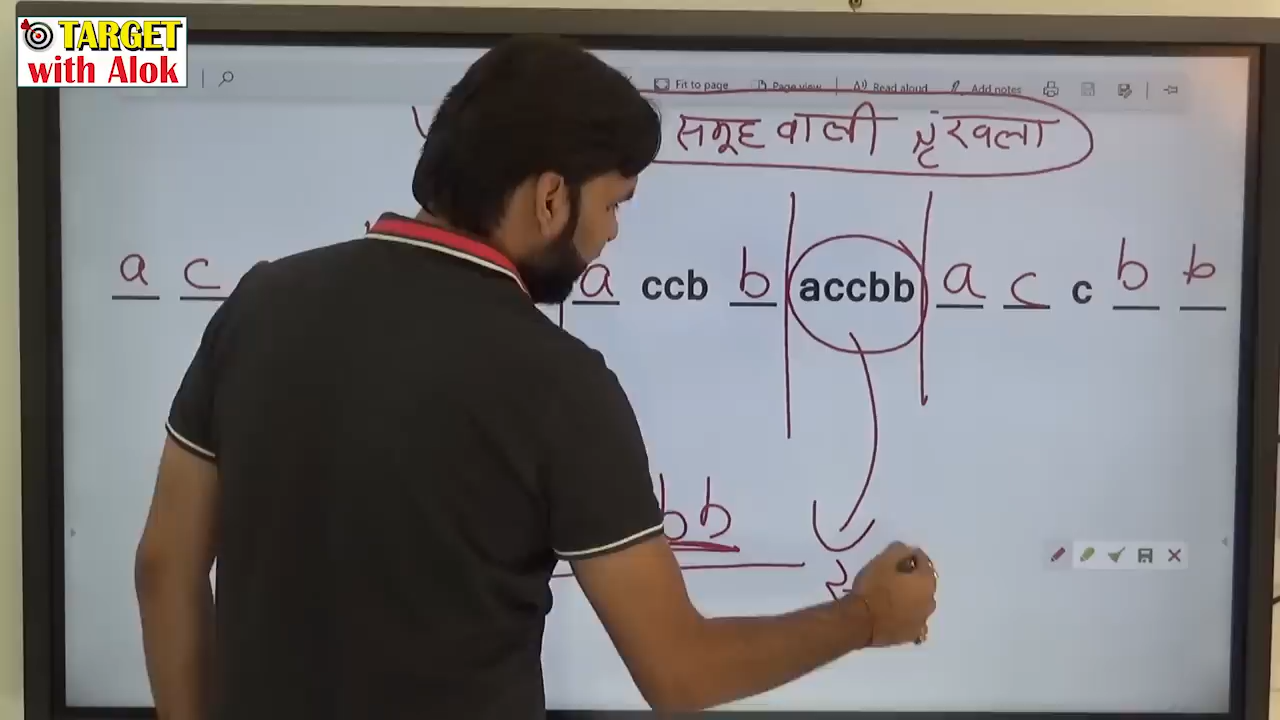 TARGET
with Alok
Fit to page Page view Read aloud Add notes
समूह वाली शृंखला
a c a ccb b accbb a c c b b
bb